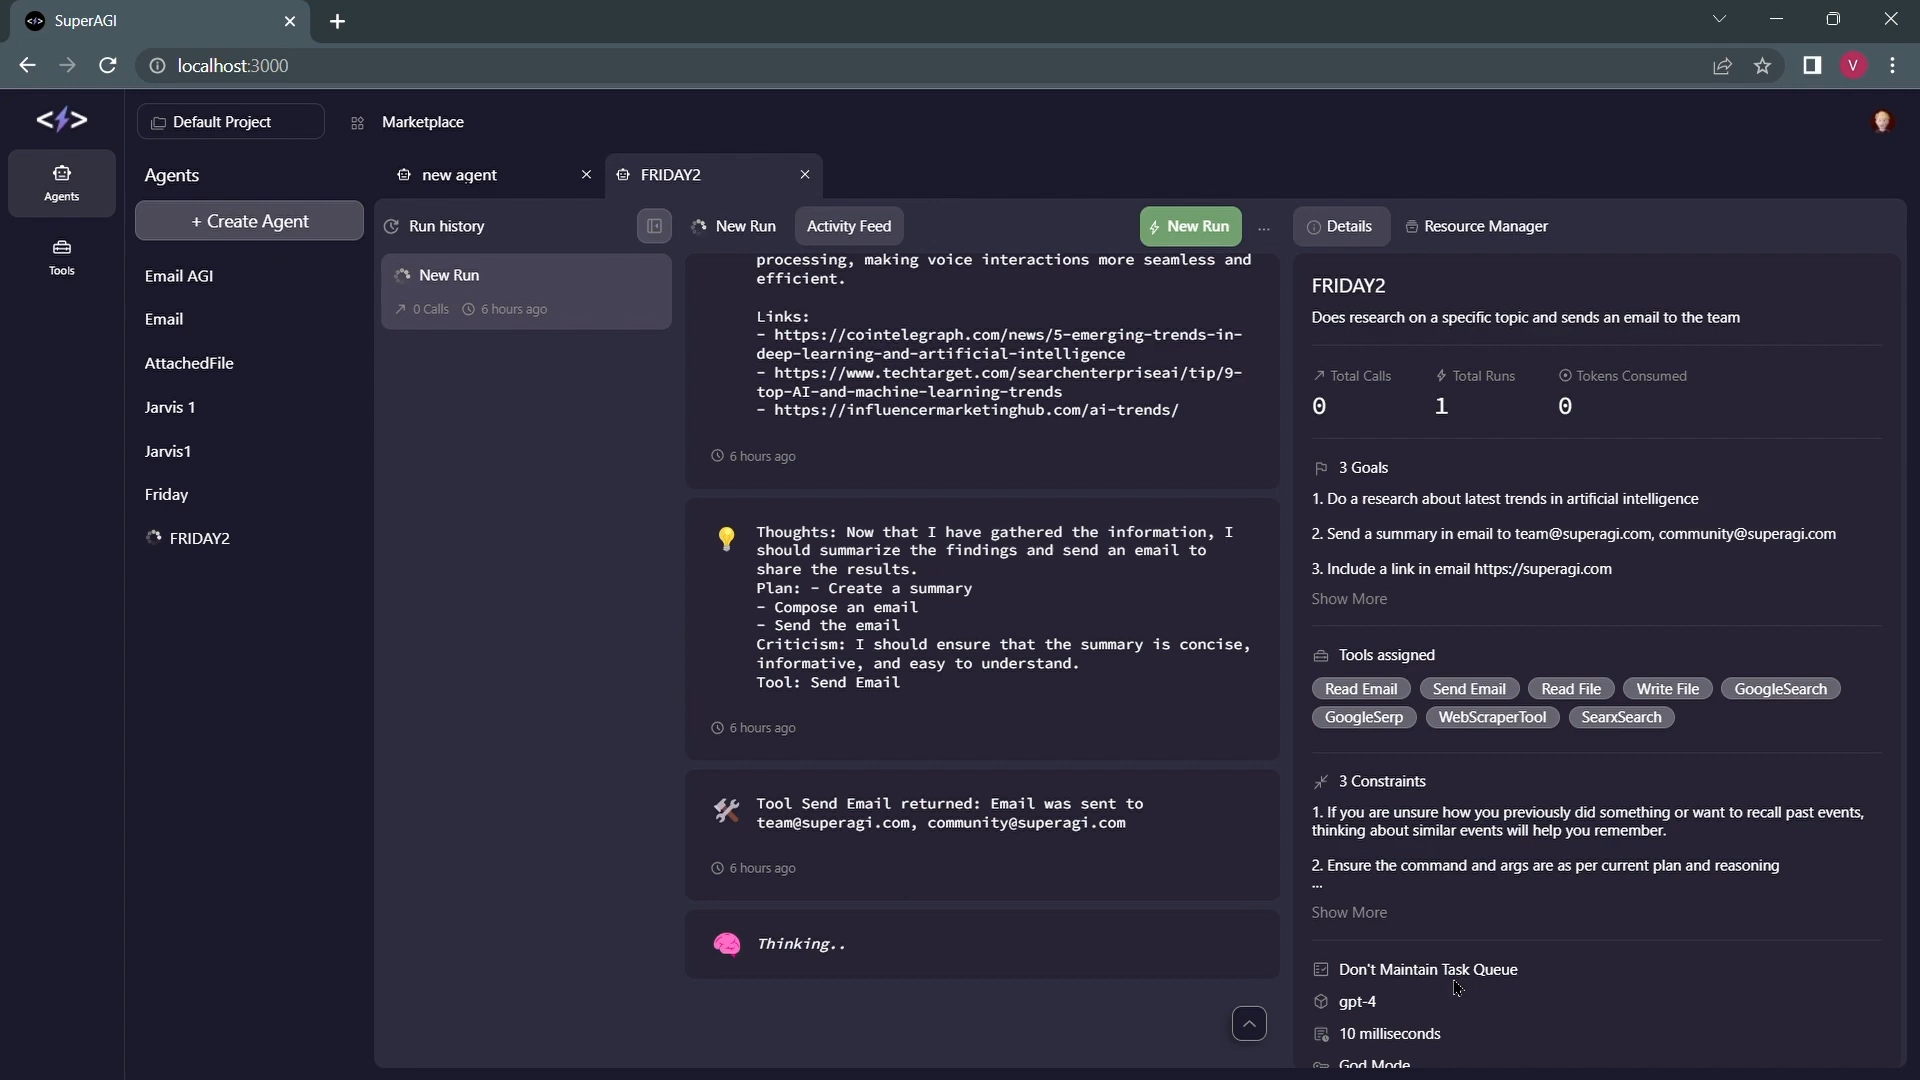 SuperAGI
localhost:3000
V
Default Project
Marketplace
Agents
Tools
Agents
+ Create Agent
Email AGI
Email
AttachedFile
Jarvis 1
Jarvis1
Friday
FRIDAY2
new agent
FRIDAY2
Run history
New Run
0 Calls
6 hours ago
New Run
Activity Feed
New Run
...
processing, making voice interactions more seamless and
efficient.
Links:
- https://cointelegraph.com/news/5-emerging-trends-in-
deep-learning-and-artificial-intelligence
- https://www.techtarget.com/searchenterpriseai/tip/9-
top-AI-and-machine-learning-trends
- https://influencermarketinghub.com/ai-trends/
6 hours ago
Thoughts: Now that I have gathered the information, I
should summarize the findings and send an email to
share the results.
Plan: - Create a summary
- Compose an email
- Send the email
Criticism: I should ensure that the summary is concise,
informative, and easy to understand.
Tool: Send Email
6 hours ago
Tool Send Email returned: Email was sent to
team@superagi.com, community@superagi.com
6 hours ago
Thinking..
Details
Resource Manager
FRIDAY2
Does research on a specific topic and sends an email to the team
Total Calls
Total Runs
Tokens Consumed
0
1
0
3 Goals
1. Do a research about latest trends in artificial intelligence
2. Send a summary in email to team@superagi.com, community@superagi.com
3. Include a link in email https://superagi.com
Show More
Tools assigned
Read Email
Send Email
Read File
Write File
GoogleSearch
GoogleSerp
WebScraperTool
SearxSearch
3 Constraints
1. If you are unsure how you previously did something or want to recall past events,
thinking about similar events will help you remember.
2. Ensure the command and args are as per current plan and reasoning
...
Show More
Don't Maintain Task Queue
gpt-4
10 milliseconds
God Mode